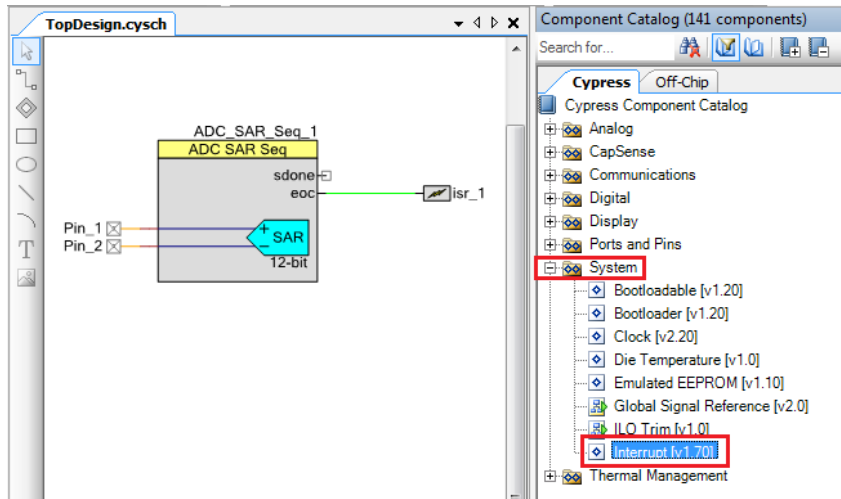 TopDesign.cysch
ADC_SAR_Seq_1
ADC SAR Seq
sdone
eoc
isr_1
Pin_1
Pin_2
+
SAR
−
12-bit
T
Component Catalog (141 components)
Search for...
Cypress
Off-Chip
Cypress Component Catalog
Analog
CapSense
Communications
Digital
Display
Ports and Pins
System
Bootloadable [v1.20]
Bootloader [v1.20]
Clock [v2.20]
Die Temperature [v1.0]
Emulated EEPROM [v1.10]
Global Signal Reference [v2.0]
ILO Trim [v1.0]
Interrupt [v1.70]
Thermal Management